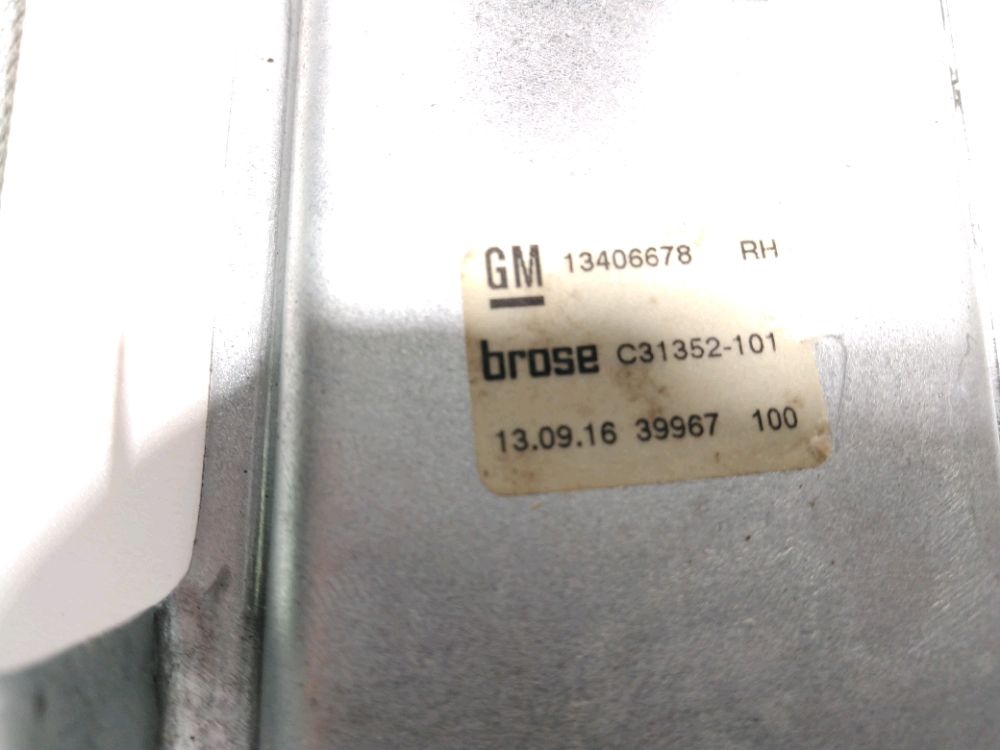 GM 13406678 RH
brose C31352-101
13.09.16 39967 100